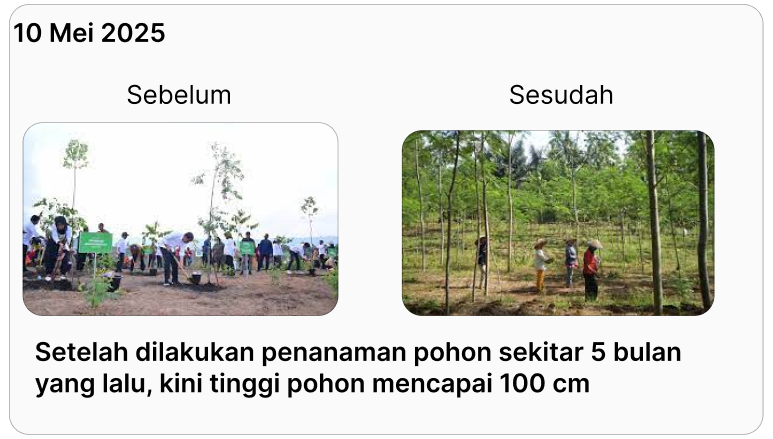 10 Mei 2025
Sebelum
Sesudah
Setelah dilakukan penanaman pohon sekitar 5 bulan
yang lalu, kini tinggi pohon mencapai 100 cm